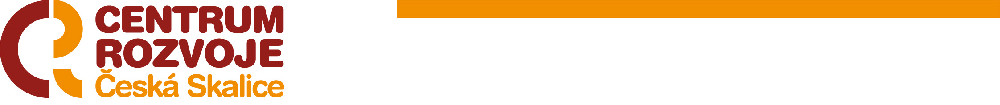 CENTRUM
ROZVOJE
Česká Skalice